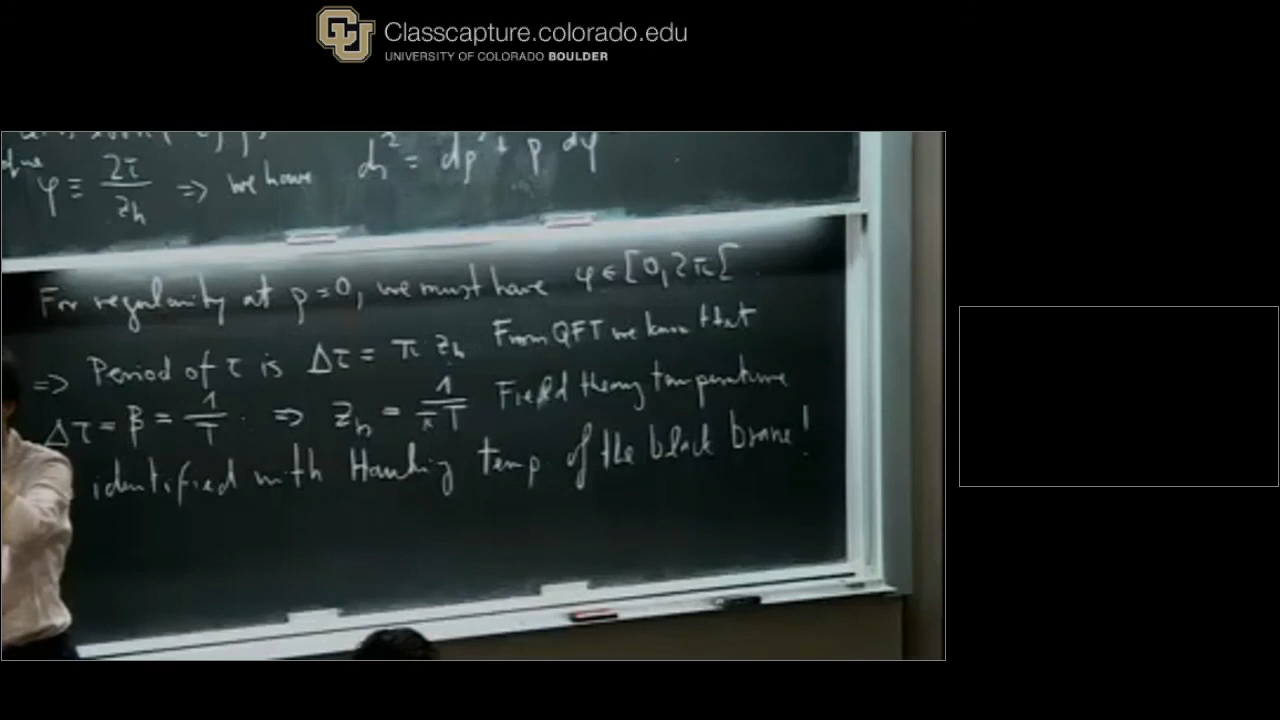 Classcapture.colorado.edu
UNIVERSITY OF COLORADO BOULDER
φ ≡ 2τ/z_h ⇒ we have ds² = dρ² + ρ² dφ²
For regularity at ρ=0, we must have φ ∈ [0, 2π[
⇒ Period of τ is Δτ = π z_h From QFT we know that
Δτ = β = 1/T ⇒ z_h = 1/πT Field theory temperature
identified with Hawking temp. of the black brane!